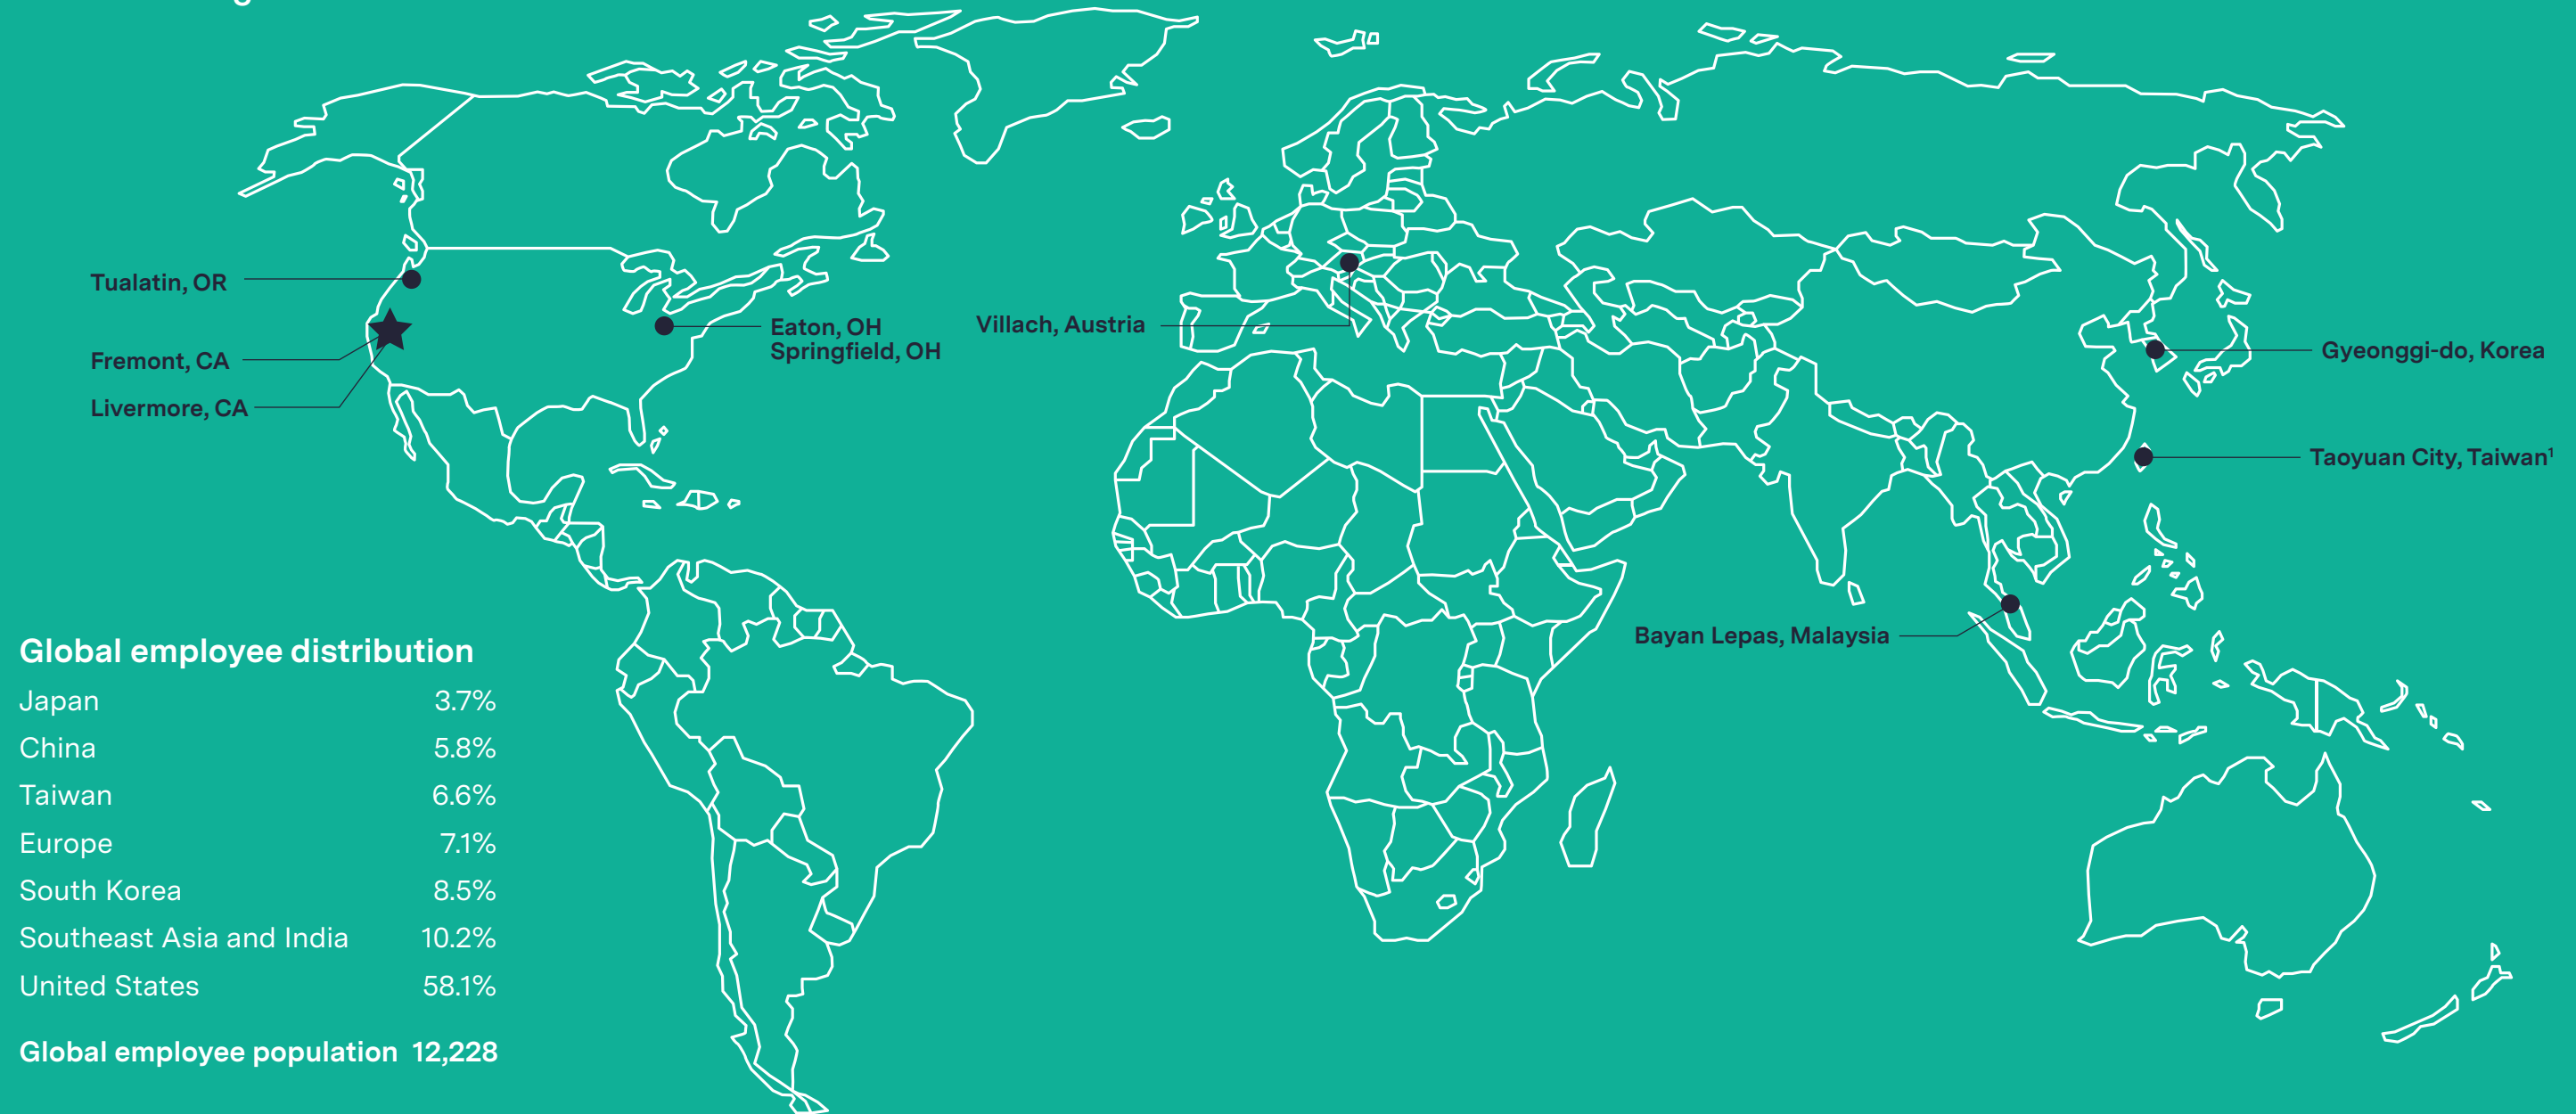 Tualatin, OR
Fremont, CA
Livermore, CA
Eaton, OH
Springfield, OH
Villach, Austria
Gyeonggi-do, Korea
Taoyuan City, Taiwan¹
Bayan Lepas, Malaysia
Global employee distribution
Japan 3.7%
China 5.8%
Taiwan 6.6%
Europe 7.1%
South Korea 8.5%
Southeast Asia and India 10.2%
United States 58.1%
Global employee population 12,228